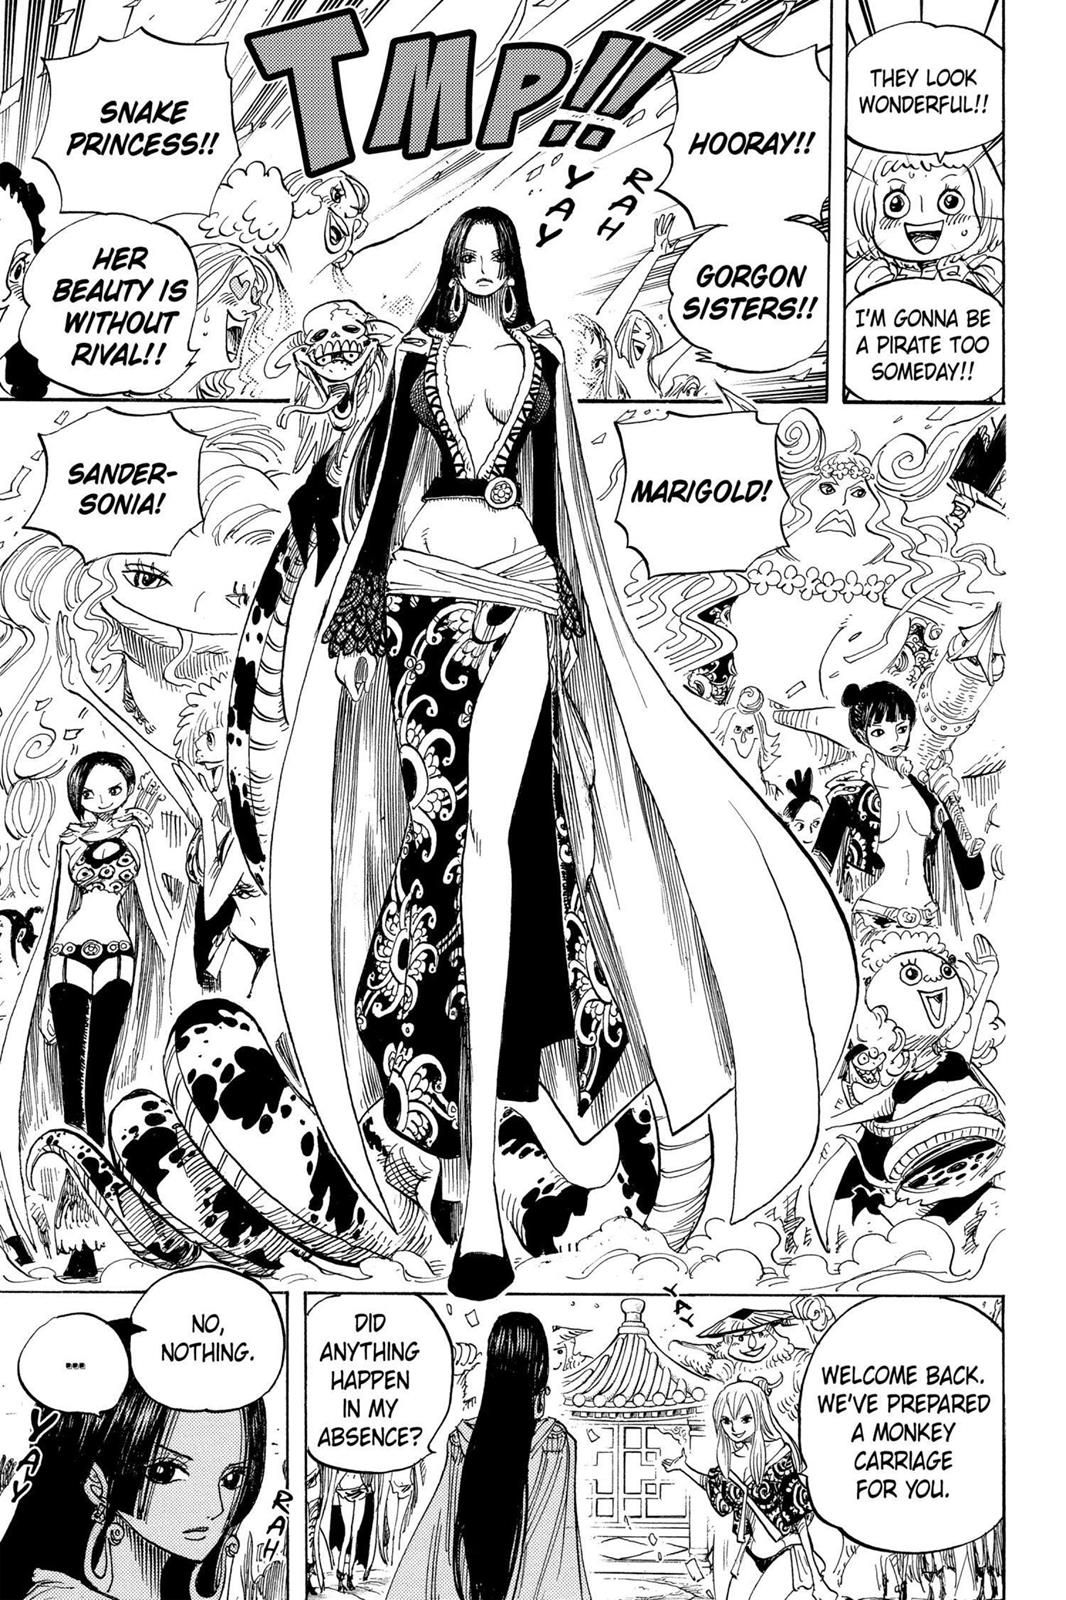 THEY LOOK
WONDERFUL!!
I'M GONNA BE
A PIRATE TOO
SOMEDAY!!
TMP!!
HOORAY!!
GORGON
SISTERS!!
RAH
YAY
SNAKE
PRINCESS!!
HER
BEAUTY IS
WITHOUT
RIVAL!!
MARIGOLD!
SANDER-
SONIA!
WELCOME BACK.
WE'VE PREPARED
A MONKEY
CARRIAGE
FOR YOU.
YAY
RAH
DID
ANYTHING
HAPPEN
IN MY
ABSENCE?
NO,
NOTHING.
...
YAY
RAH